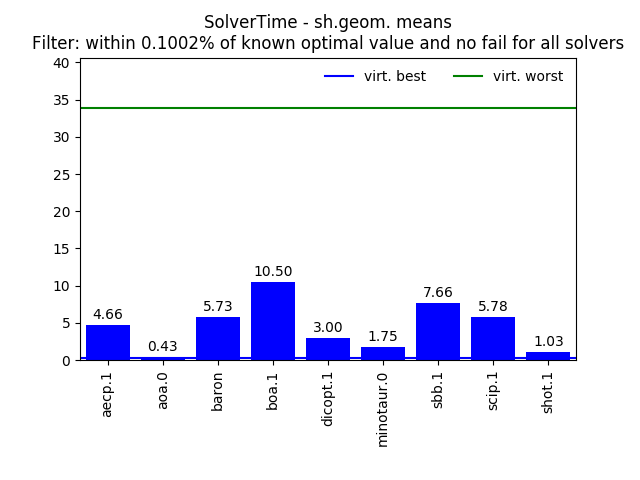 SolverTime - sh.geom. means
Filter: within 0.1002% of known optimal value and no fail for all solvers
virt. best
virt. worst
40
35
30
25
20
15
10
5
0
4.66
0.43
5.73
10.50
3.00
1.75
7.66
5.78
1.03
aecp.1
aoa.0
baron
boa.1
dicopt.1
minotaur.0
sbb.1
scip.1
shot.1